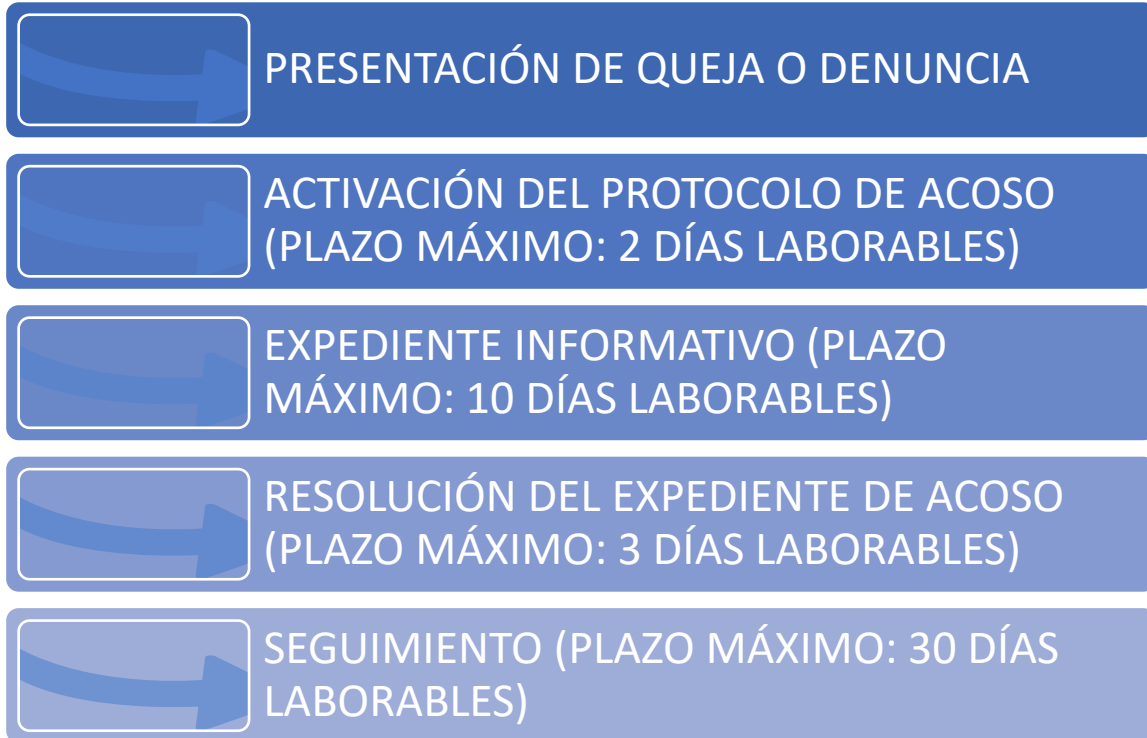 PRESENTACIÓN DE QUEJA O DENUNCIA
ACTIVACIÓN DEL PROTOCOLO DE ACOSO
(PLAZO MÁXIMO: 2 DÍAS LABORABLES)
EXPEDIENTE INFORMATIVO (PLAZO
MÁXIMO: 10 DÍAS LABORABLES)
RESOLUCIÓN DEL EXPEDIENTE DE ACOSO
(PLAZO MÁXIMO: 3 DÍAS LABORABLES)
SEGUIMIENTO (PLAZO MÁXIMO: 30 DÍAS
LABORABLES)